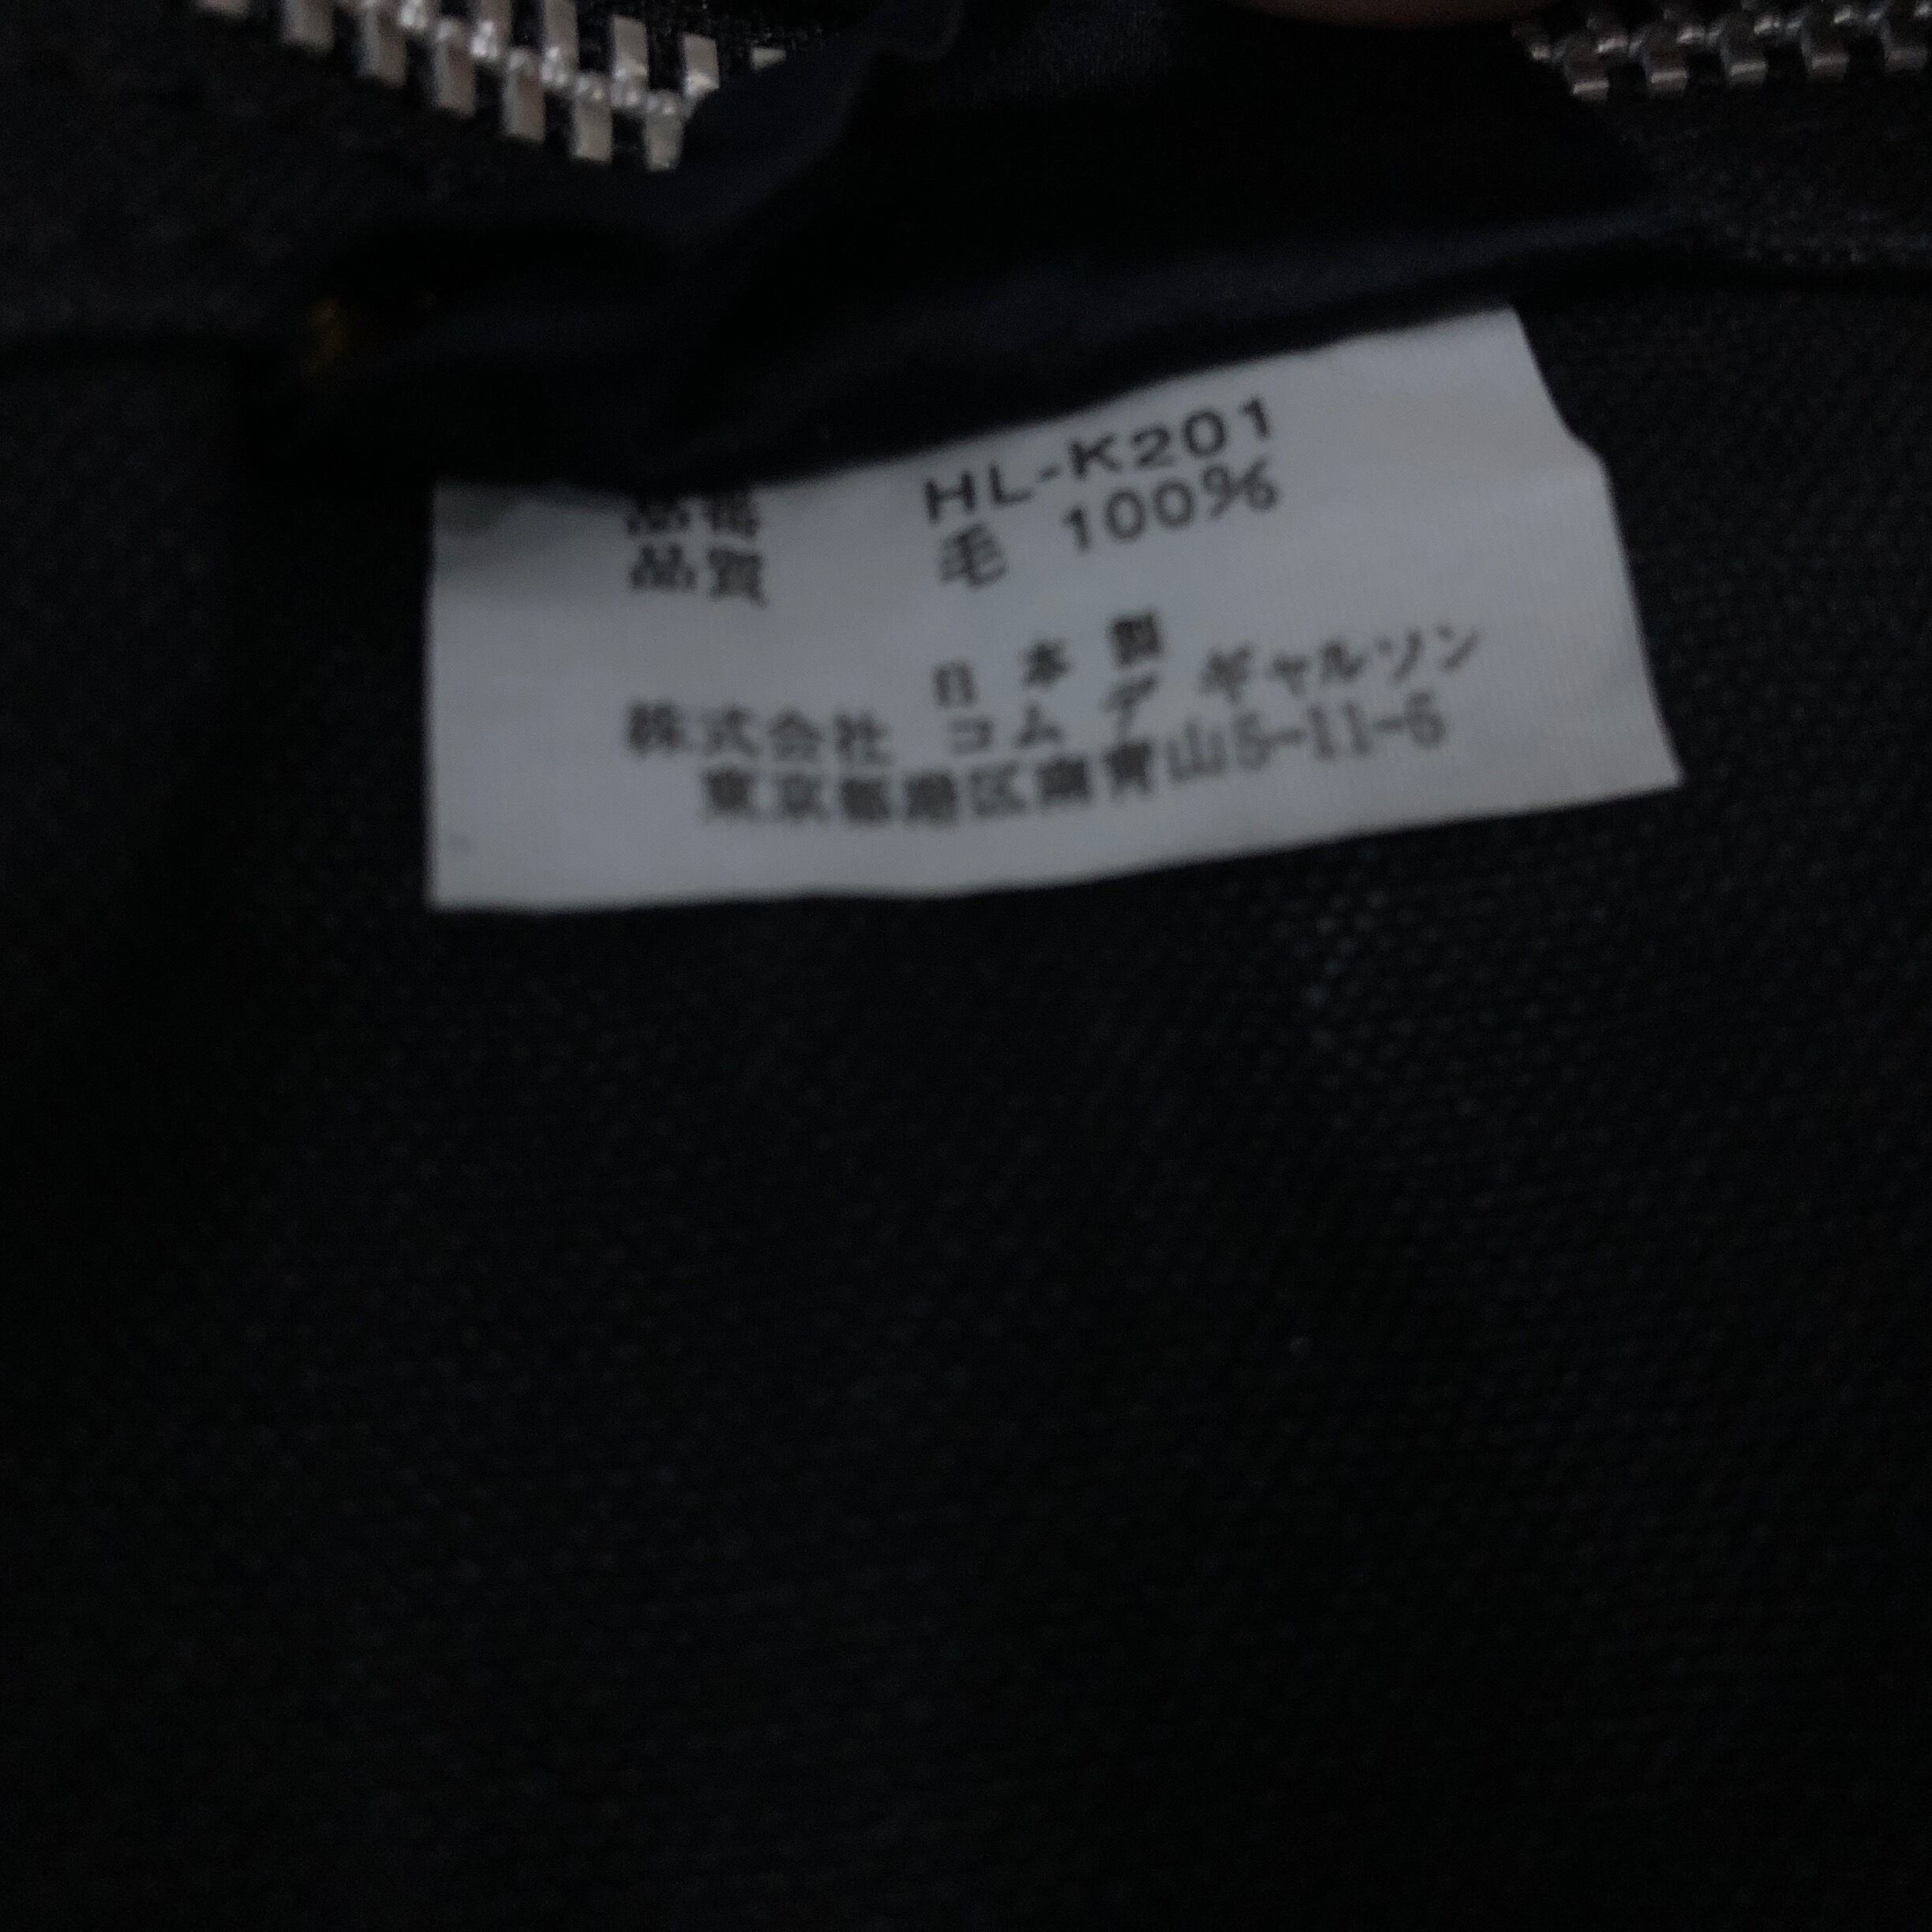 品番 HL-K201
品質 毛 100%
日本製
株式会社 コム デ ギャルソン
東京都港区南青山5-11-5